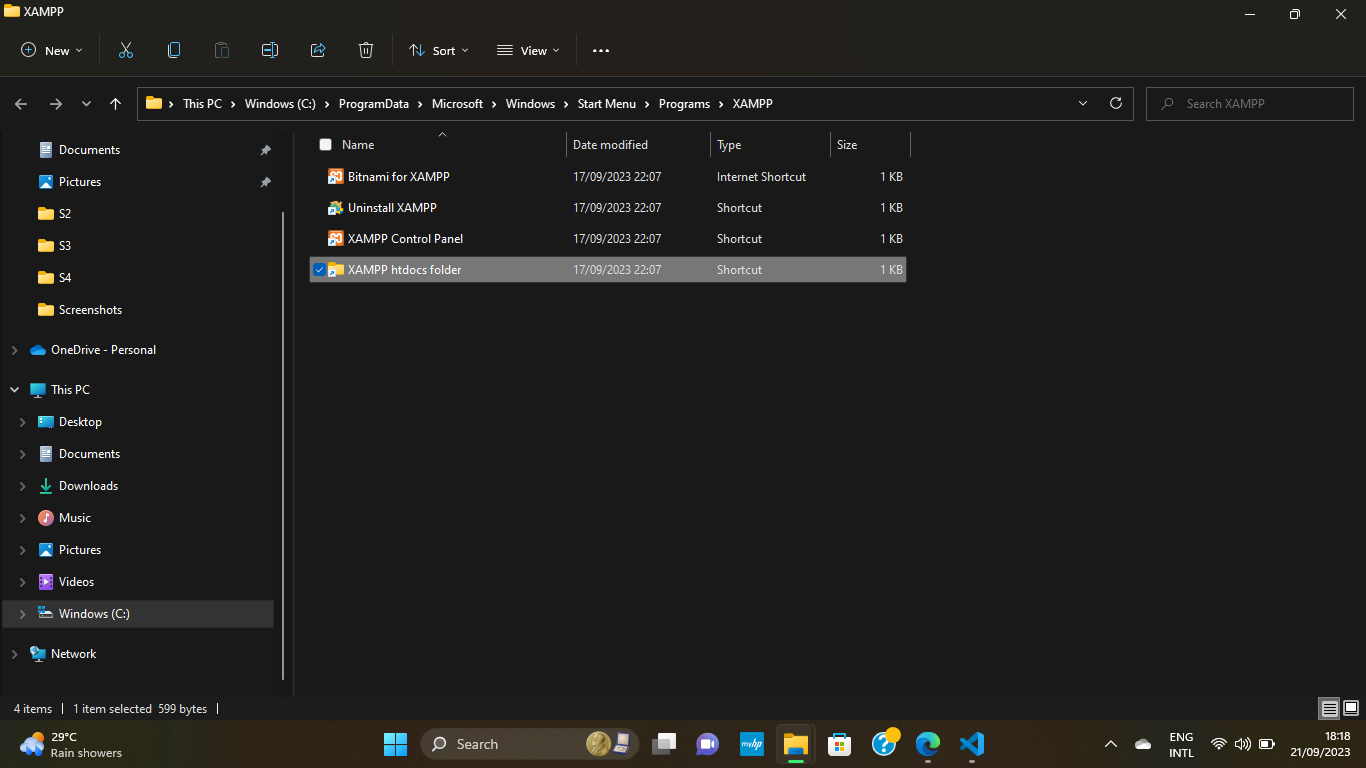 XAMPP
New
Sort
View
This PC
Windows (C:)
ProgramData
Microsoft
Windows
Start Menu
Programs
XAMPP
Search XAMPP
Documents
Pictures
S2
S3
S4
Screenshots
OneDrive - Personal
This PC
Desktop
Documents
Downloads
Music
Pictures
Videos
Windows (C:)
Network
Name Date modified Type Size
Bitnami for XAMPP 17/09/2023 22:07 Internet Shortcut 1 KB
Uninstall XAMPP 17/09/2023 22:07 Shortcut 1 KB
XAMPP Control Panel 17/09/2023 22:07 Shortcut 1 KB
XAMPP htdocs folder 17/09/2023 22:07 Shortcut 1 KB
4 items 1 item selected 599 bytes
29°C
Rain showers
Search
myhp
ENG
INTL
18:18
21/09/2023